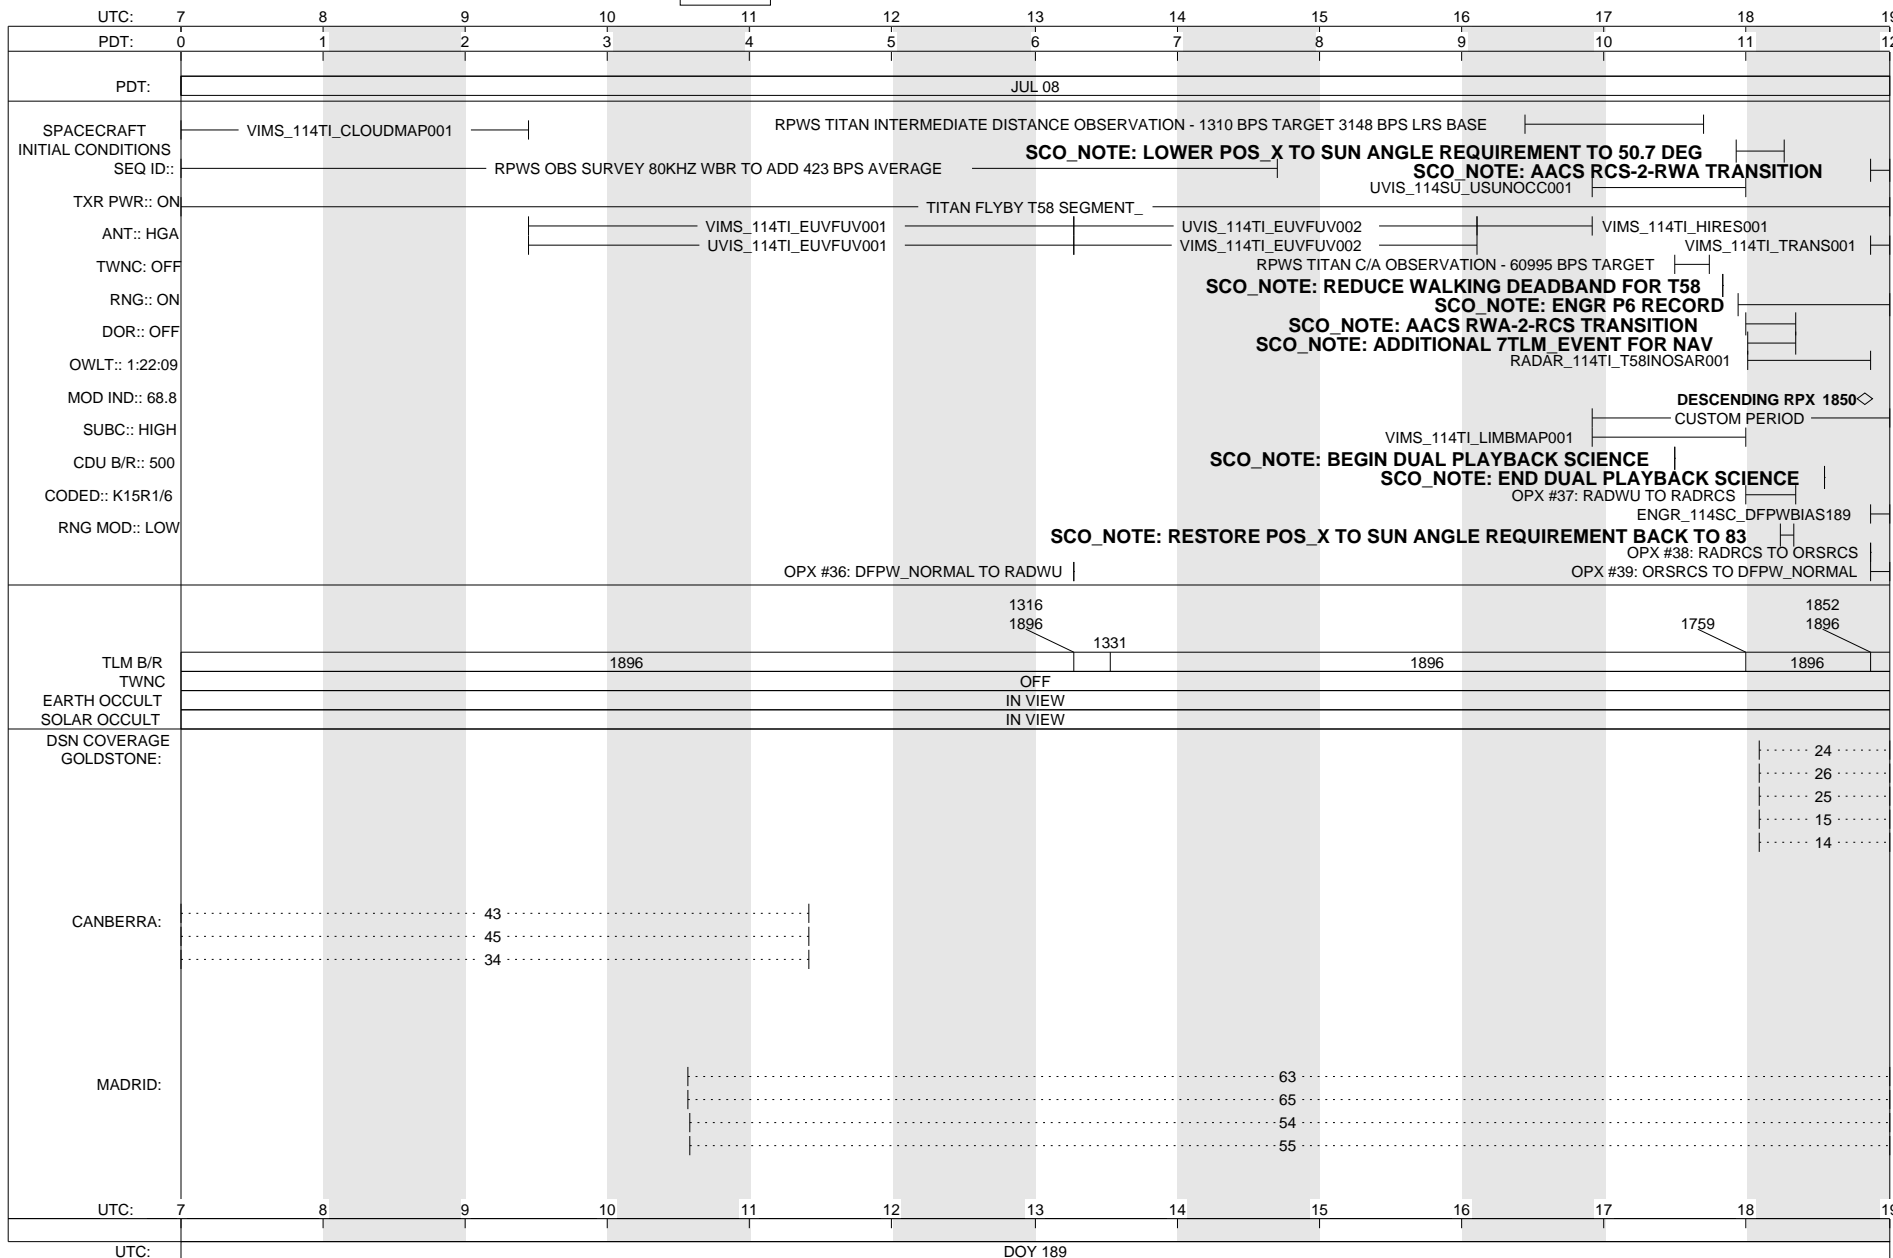 UTC: 7 8 9 10 11 12 13 14 15 16 17 18 19
PDT: 0 1 2 3 4 5 6 7 8 9 10 11 12
PDT: JUL 08
SPACECRAFT
INITIAL CONDITIONS
SEQ ID::
TXR PWR:: ON
ANT:: HGA
TWNC: OFF
RNG:: ON
DOR:: OFF
OWLT:: 1:22:09
MOD IND:: 68.8
SUBC:: HIGH
CDU B/R:: 500
CODED:: K15R1/6
RNG MOD:: LOW
VIMS_114TI_CLOUDMAP001
RPWS TITAN INTERMEDIATE DISTANCE OBSERVATION - 1310 BPS TARGET 3148 BPS LRS BASE
SCO_NOTE: LOWER POS_X TO SUN ANGLE REQUIREMENT TO 50.7 DEG
RPWS OBS SURVEY 80KHZ WBR TO ADD 423 BPS AVERAGE
SCO_NOTE: AACS RCS-2-RWA TRANSITION
UVIS_114SU_USUNOCC001
TITAN FLYBY T58 SEGMENT_
VIMS_114TI_EUVFUV001
UVIS_114TI_EUVFUV002
VIMS_114TI_HIRES001
UVIS_114TI_EUVFUV001
VIMS_114TI_EUVFUV002
VIMS_114TI_TRANS001
RPWS TITAN C/A OBSERVATION - 60995 BPS TARGET
SCO_NOTE: REDUCE WALKING DEADBAND FOR T58
SCO_NOTE: ENGR P6 RECORD
SCO_NOTE: AACS RWA-2-RCS TRANSITION
SCO_NOTE: ADDITIONAL 7TLM_EVENT FOR NAV
RADAR_114TI_T58INOSAR001
DESCENDING RPX 1850
CUSTOM PERIOD
VIMS_114TI_LIMBMAP001
SCO_NOTE: BEGIN DUAL PLAYBACK SCIENCE
SCO_NOTE: END DUAL PLAYBACK SCIENCE
OPX #37: RADWU TO RADRCS
ENGR_114SC_DFPWBIAS189
SCO_NOTE: RESTORE POS_X TO SUN ANGLE REQUIREMENT BACK TO 83
OPX #38: RADRCS TO ORSRCS
OPX #36: DFPW_NORMAL TO RADWU
OPX #39: ORSRCS TO DFPW_NORMAL
1316 1852
1896 1759 1896
1331
TLM B/R 1896 1896 1896
TWNC OFF
EARTH OCCULT IN VIEW
SOLAR OCCULT IN VIEW
DSN COVERAGE
GOLDSTONE:
24
26
25
15
14
CANBERRA:
43
45
34
MADRID:
63
65
54
55
UTC: 7 8 9 10 11 12 13 14 15 16 17 18 19
UTC: DOY 189